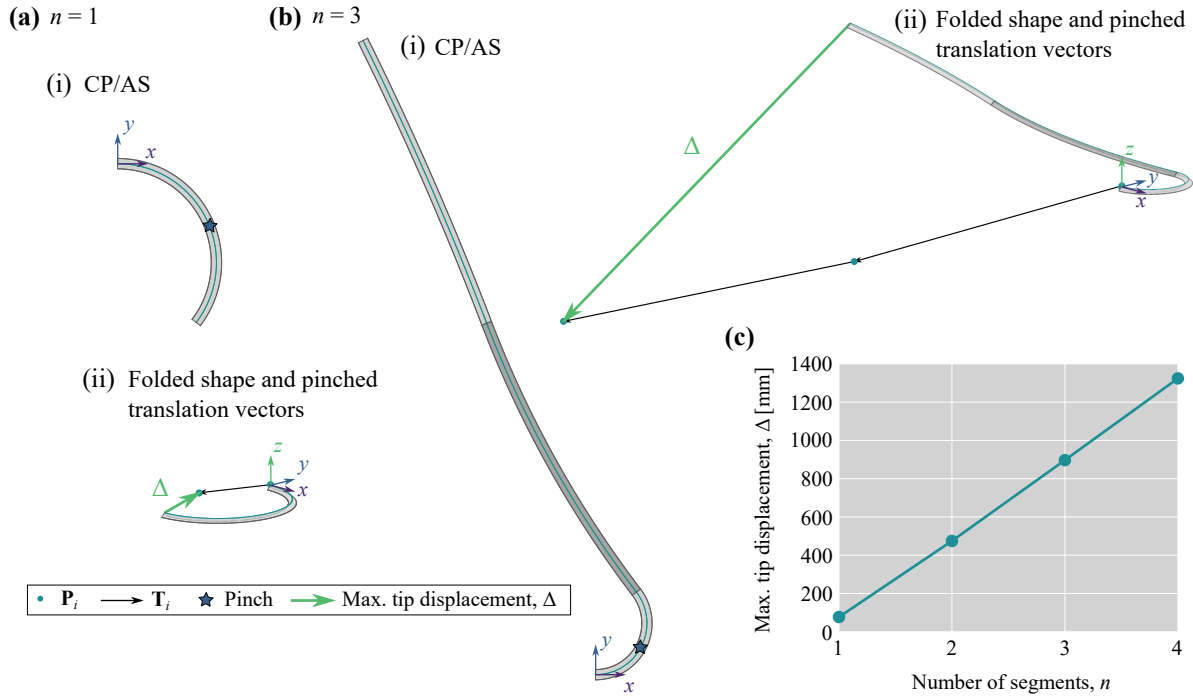 (a) n = 1
(i) CP/AS
y
x
(ii) Folded shape and pinched
translation vectors
z
y
x
Δ
(b) n = 3
(i) CP/AS
y
x
(ii) Folded shape and pinched
translation vectors
Δ
z
y
x
P_i T_i Pinch Max. tip displacement, Δ
(c)
Max. tip displacement, Δ [mm]
1400
1200
1000
800
600
400
200
0
1 2 3 4
Number of segments, n